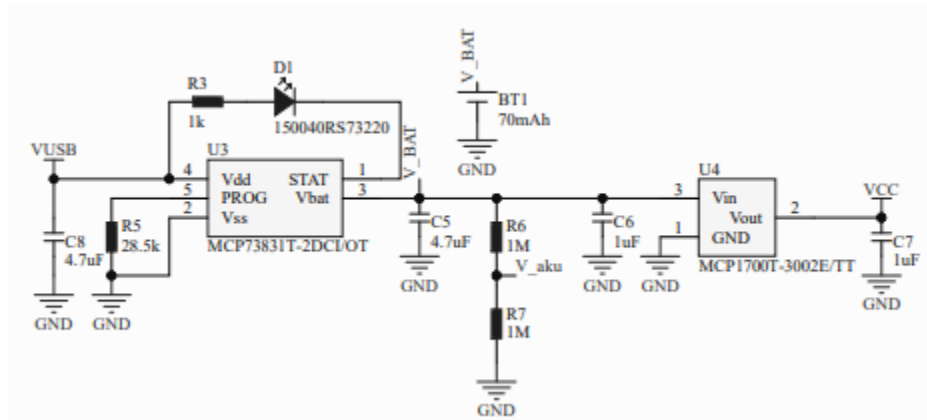 V_BAT
D1
R3
1k
150040RS73220
BT1
70mAh
GND
VUSB
U3
V_BAT
4
Vdd
STAT
1
5
PROG
Vbat
3
2
Vss
MCP73831T-2DCI/OT
R5
28.5k
C8
4.7uF
GND
GND
C5
4.7uF
GND
R6
1M
V_aku
R7
1M
GND
C6
1uF
GND
U4
3
Vin
Vout
2
1
GND
MCP1700T-3002E/TT
GND
VCC
C7
1uF
GND